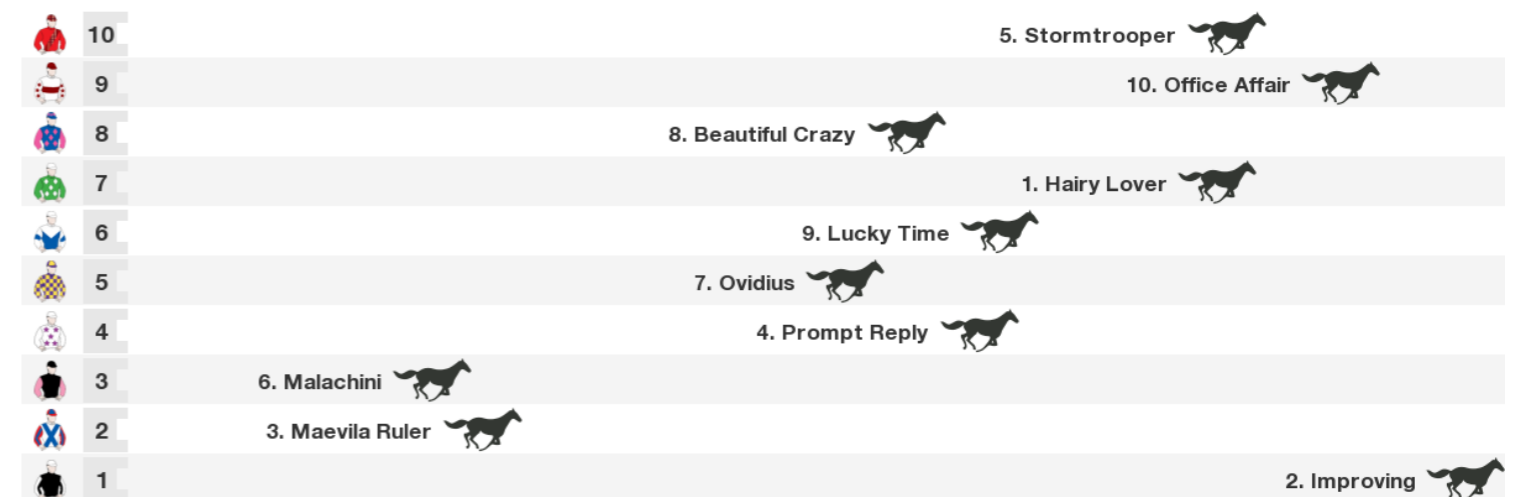 10 5. Stormtrooper
9 10. Office Affair
8 8. Beautiful Crazy
7 1. Hairy Lover
6 9. Lucky Time
5 7. Ovidius
4 4. Prompt Reply
3 6. Malachini
2 3. Maevila Ruler
1 2. Improving